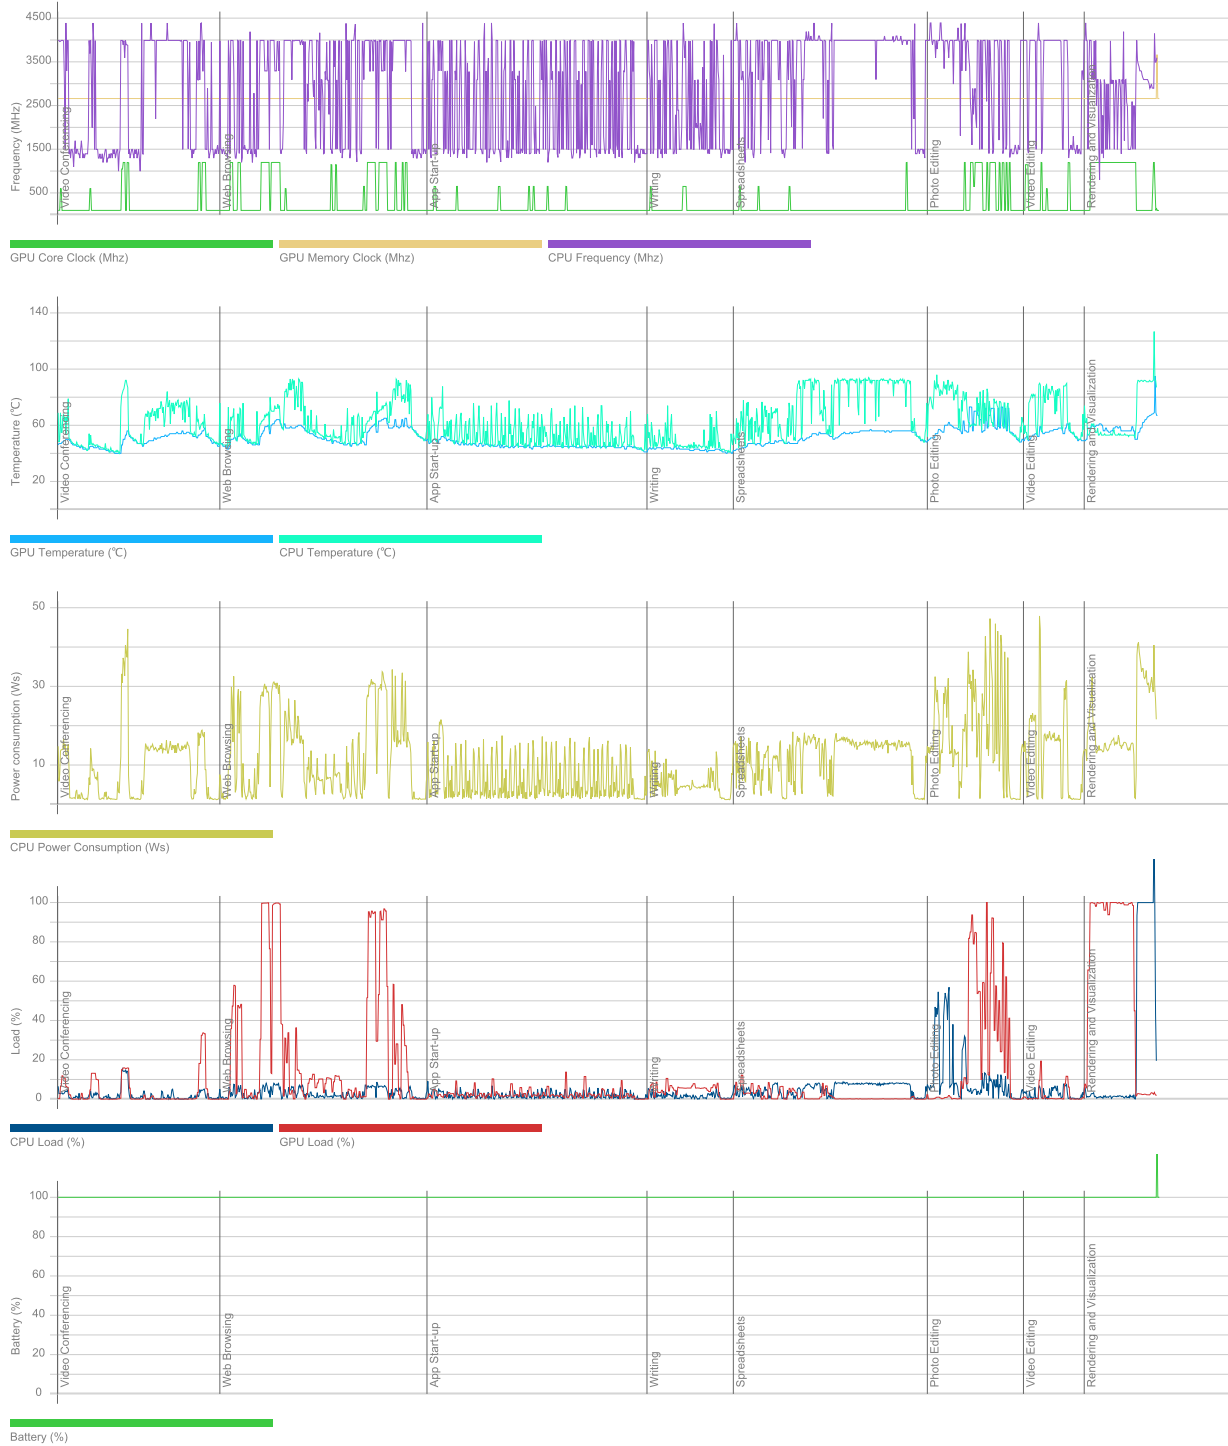 Frequency (MHz)
4500
3500
2500
1500
500
Video Conferencing
Web Browsing
App Start-up
Writing
Spreadsheets
Photo Editing
Video Editing
Rendering and Visualization
GPU Core Clock (Mhz)
GPU Memory Clock (Mhz)
CPU Frequency (Mhz)
Temperature (℃)
140
100
60
20
Video Conferencing
Web Browsing
App Start-up
Writing
Spreadsheets
Photo Editing
Video Editing
Rendering and Visualization
GPU Temperature (℃)
CPU Temperature (℃)
Power consumption (Ws)
50
30
10
Video Conferencing
Web Browsing
App Start-up
Writing
Spreadsheets
Photo Editing
Video Editing
Rendering and Visualization
CPU Power Consumption (Ws)
Load (%)
100
80
60
40
20
0
Video Conferencing
Web Browsing
App Start-up
Writing
Spreadsheets
Photo Editing
Video Editing
Rendering and Visualization
CPU Load (%)
GPU Load (%)
Battery (%)
100
80
60
40
20
0
Video Conferencing
Web Browsing
App Start-up
Writing
Spreadsheets
Photo Editing
Video Editing
Rendering and Visualization
Battery (%)